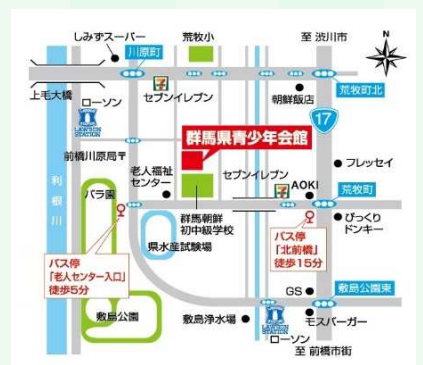 しみずスーパー
荒牧小
至 渋川市
N
川原町
上毛大橋
セブンイレブン
朝鮮飯店
荒牧町北
ローソン
LAWSON
STATION
17
群馬県青少年会館
前橋川原局〒
フレッセイ
老人福祉
センター
セブンイレブン
AOKI
荒牧町
バラ園
利根川
群馬朝鮮
初中級学校
びっくり
ドンキー
県水産試験場
バス停
「老人センター入口」
徒歩5分
バス停
「北前橋」
徒歩15分
GS
敷島公園東
敷島公園
敷島浄水場
LAWSON
STATION
モスバーガー
ローソン
至 前橋市街